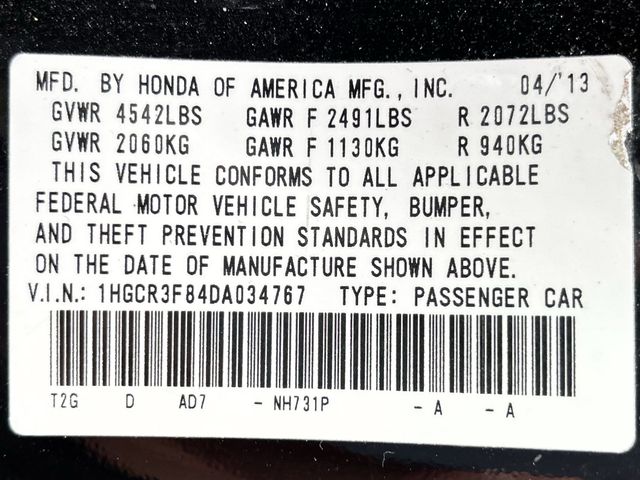 MFD. BY HONDA OF AMERICA MFG., INC. 04/'13
GVWR 4542LBS GAWR F 2491LBS R 2072LBS
GVWR 2060KG GAWR F 1130KG R 940KG
THIS VEHICLE CONFORMS TO ALL APPLICABLE
FEDERAL MOTOR VEHICLE SAFETY, BUMPER,
AND THEFT PREVENTION STANDARDS IN EFFECT
ON THE DATE OF MANUFACTURE SHOWN ABOVE.
V.I.N.: 1HGCR3F84DA034767 TYPE: PASSENGER CAR
T2G D AD7 - NH731P - A - A